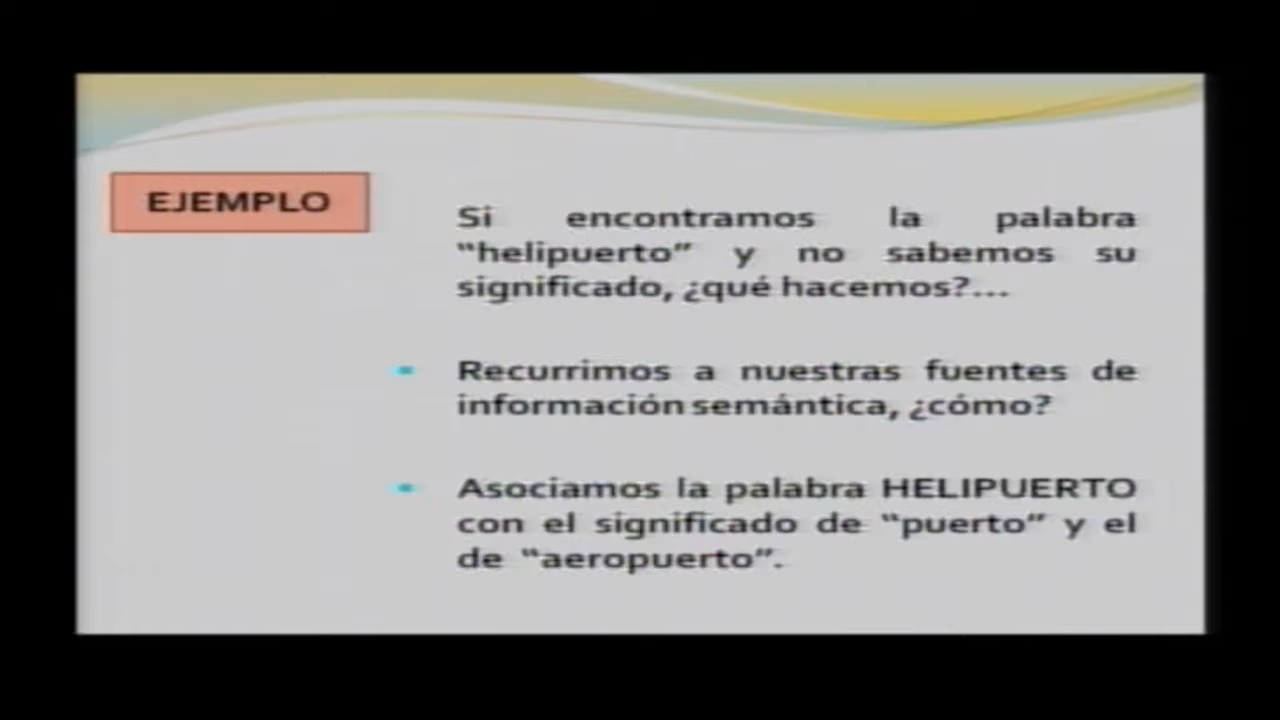 EJEMPLO
Si encontramos la palabra
“helipuerto” y no sabemos su
significado, ¿qué hacemos?...
• Recurrimos a nuestras fuentes de
información semántica, ¿cómo?
• Asociamos la palabra HELIPUERTO
con el significado de “puerto” y el
de “aeropuerto”.